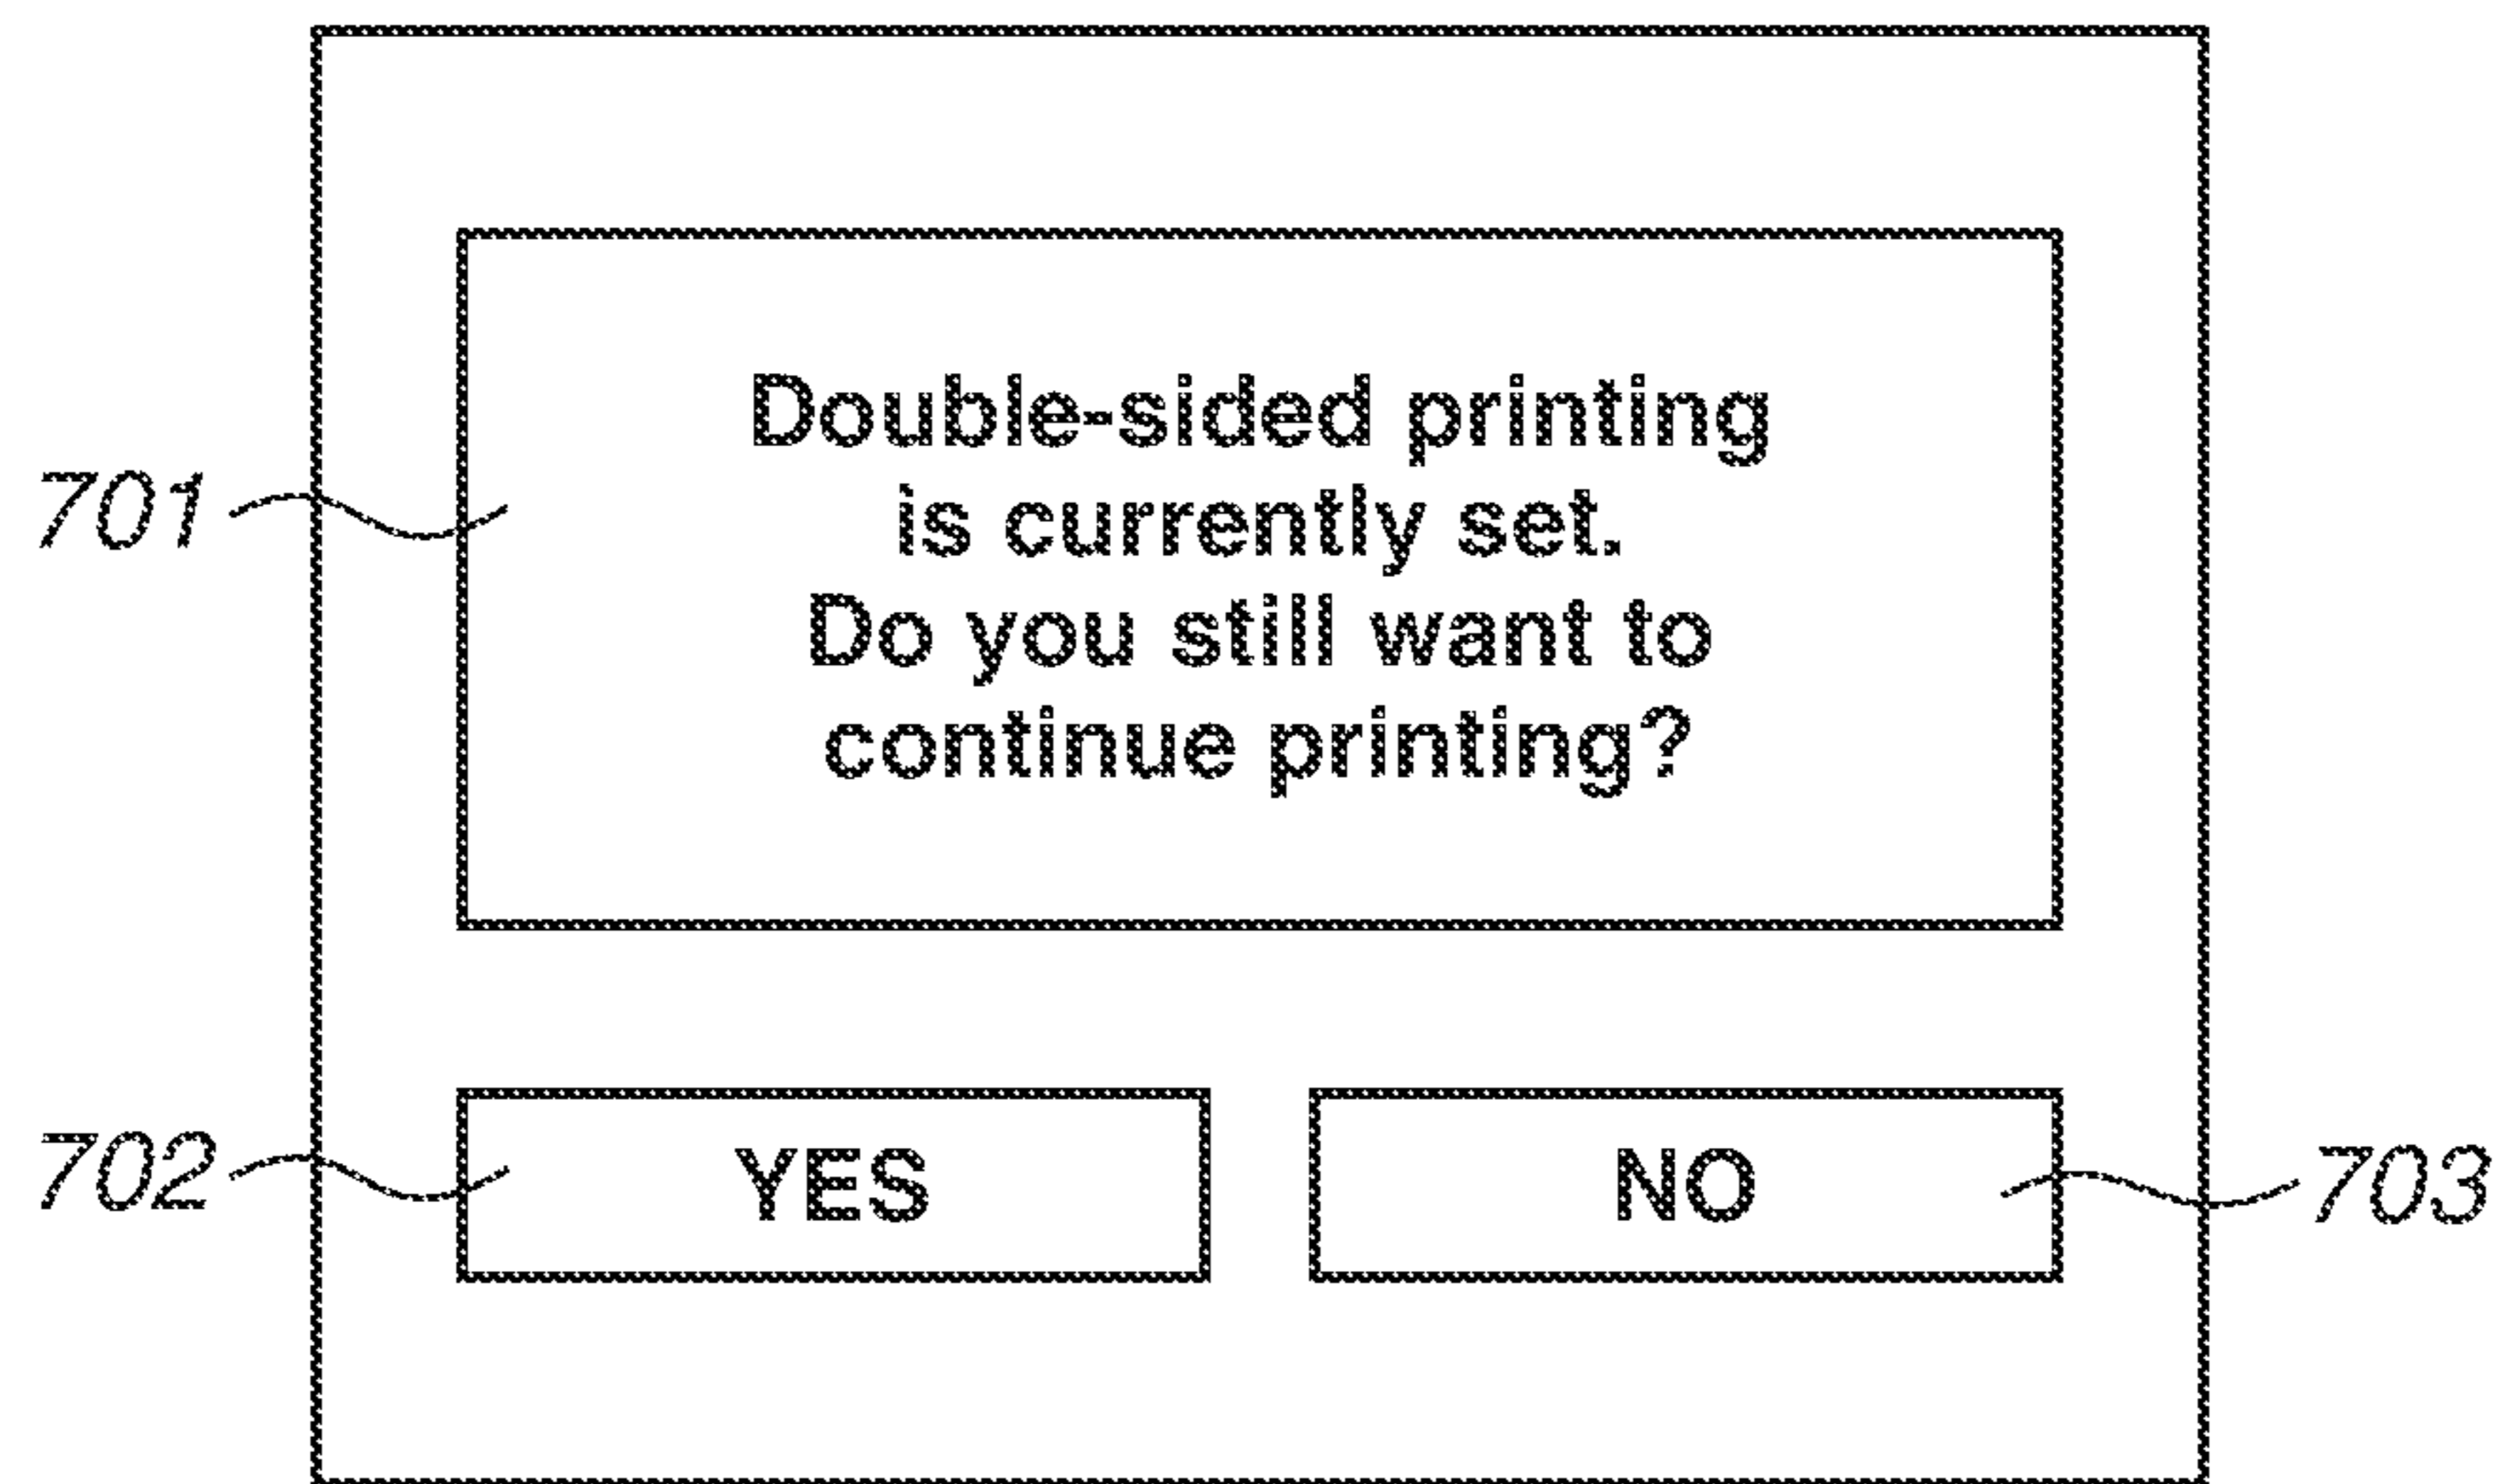 Double-sided printing
701 is currently set.
Do you still want to
continue printing?
702 YES NO 703